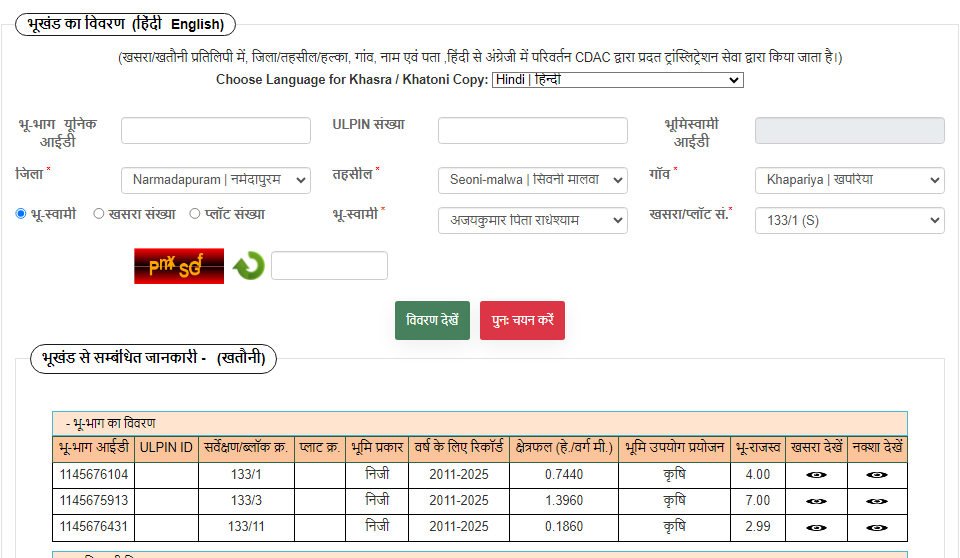 भूखंड का विवरण (हिंदी English)
(खसरा/खतौनी प्रतिलिपी में, जिला/तहसील/हल्का, गांव, नाम एवं पता ,हिंदी से अंग्रेजी में परिवर्तन CDAC द्वारा प्रदत ट्रांस्लिट्रेशन सेवा द्वारा किया जाता है।)
Choose Language for Khasra / Khatoni Copy: Hindi | हिन्दी
भू-भाग यूनिक आईडी
ULPIN संख्या
भूमिस्वामी आईडी
जिला * Narmadapuram | नर्मदापुरम तहसील * Seoni-malwa | सिवनी मालवा गाँव * Khapariya | खपरिया
भू-स्वामी खसरा संख्या प्लॉट संख्या भू-स्वामी * अजयकुमार पिता राधेश्याम खसरा/प्लॉट सं.* 133/1 (S)
PnxSGf
विवरण देखें पुनः चयन करें
भूखंड से सम्बंधित जानकारी - (खतौनी)
- भू-भाग का विवरण
भू-भाग आईडी ULPIN ID सर्वेक्षण/ब्लॉक क्र. प्लाट क्र. भूमि प्रकार वर्ष के लिए रिकॉर्ड क्षेत्रफल (हे./वर्ग मी.) भूमि उपयोग प्रयोजन भू-राजस्व खसरा देखें नक्शा देखें
1145676104 133/1 निजी 2011-2025 0.7440 कृषि 4.00
1145675913 133/3 निजी 2011-2025 1.3960 कृषि 7.00
1145676431 133/11 निजी 2011-2025 0.1860 कृषि 2.99